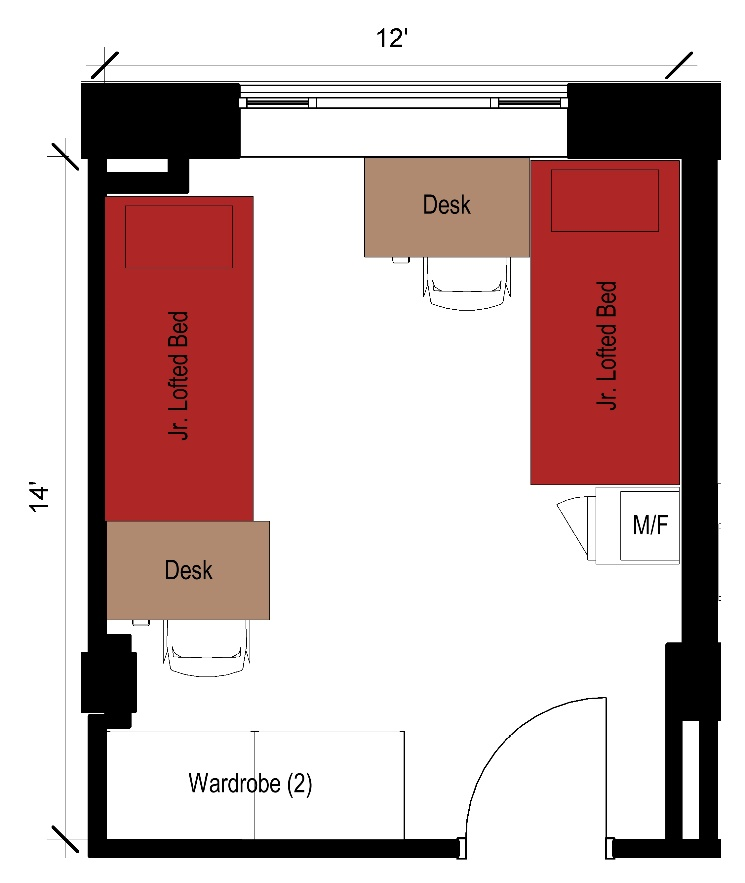 12'
Desk
Jr. Lofted Bed
Jr. Lofted Bed
14'
M/F
Desk
Wardrobe (2)